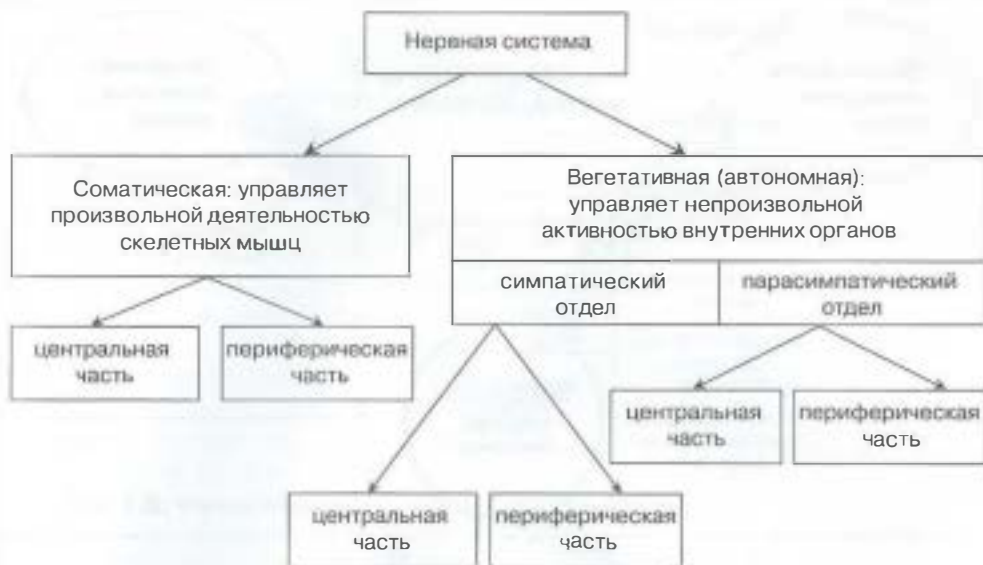 Нервная система
Соматическая: управляет
произвольной деятельностью
скелетных мышц
Вегетативная (автономная):
управляет непроизвольной
активностью внутренних органов
симпатический
отдел
парасимпатический
отдел
центральная
часть
периферическая
часть
центральная
часть
периферическая
часть
центральная
часть
периферическая
часть